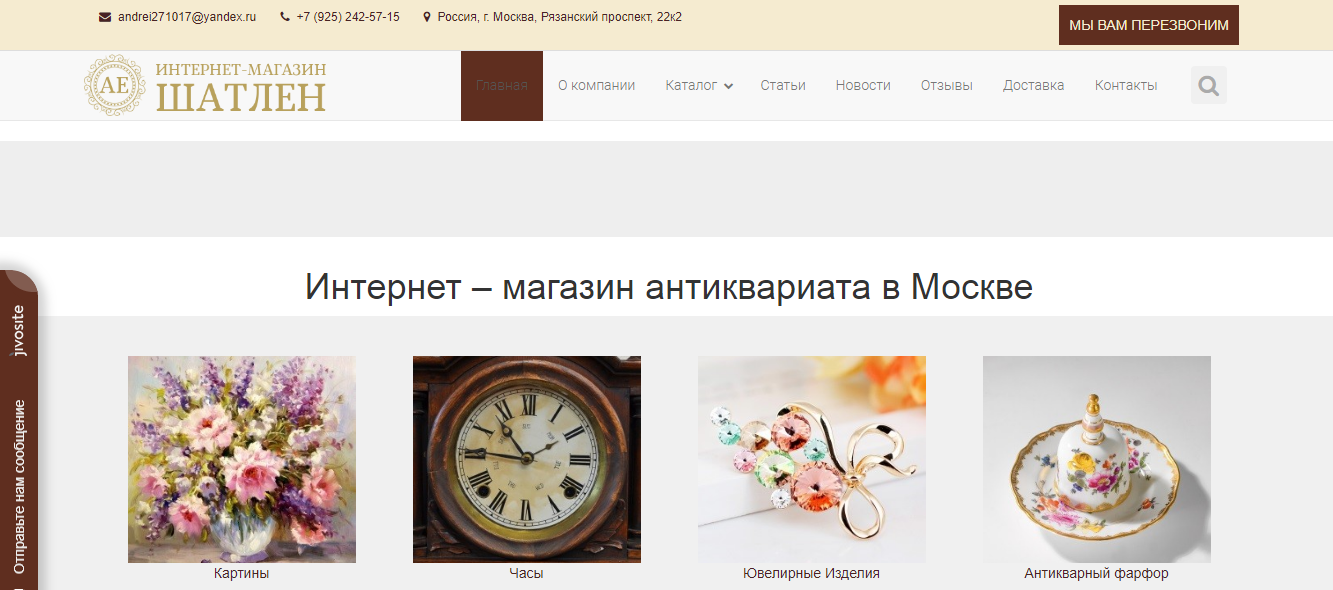 andrei271017@yandex.ru +7 (925) 242-57-15 Россия, г. Москва, Рязанский проспект, 22к2 МЫ ВАМ ПЕРЕЗВОНИМ
АЕ ИНТЕРНЕТ-МАГАЗИН
ШАТЛЕН
Главная О компании Каталог Статьи Новости Отзывы Доставка Контакты
Интернет – магазин антиквариата в Москве
jivosite
Отправьте нам сообщение
Картины Часы Ювелирные Изделия Антикварный фарфор